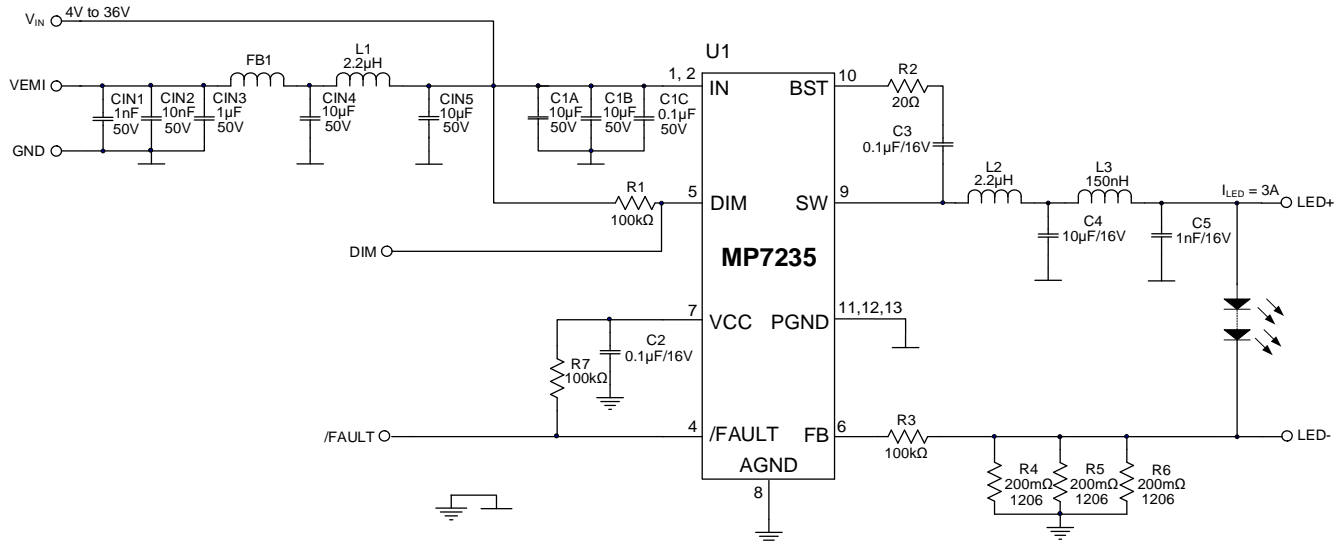 V_IN 4V to 36V
VEMI
GND
CIN1
1nF
50V
CIN2
10nF
50V
CIN3
1µF
50V
FB1
CIN4
10µF
50V
L1
2.2µH
CIN5
10µF
50V
C1A
10µF
50V
C1B
10µF
50V
C1C
0.1µF
50V
U1
1, 2
IN
BST
10
R2
20Ω
C3
0.1µF/16V
R1
100kΩ
5
DIM
SW
9
DIM
MP7235
L2
2.2µH
L3
150nH
C4
10µF/16V
C5
1nF/16V
I_LED = 3A
LED+
7
VCC
PGND
11,12,13
C2
0.1µF/16V
R7
100kΩ
/FAULT
4
/FAULT
FB
6
R3
100kΩ
LED-
AGND
8
R4
200mΩ
1206
R5
200mΩ
1206
R6
200mΩ
1206